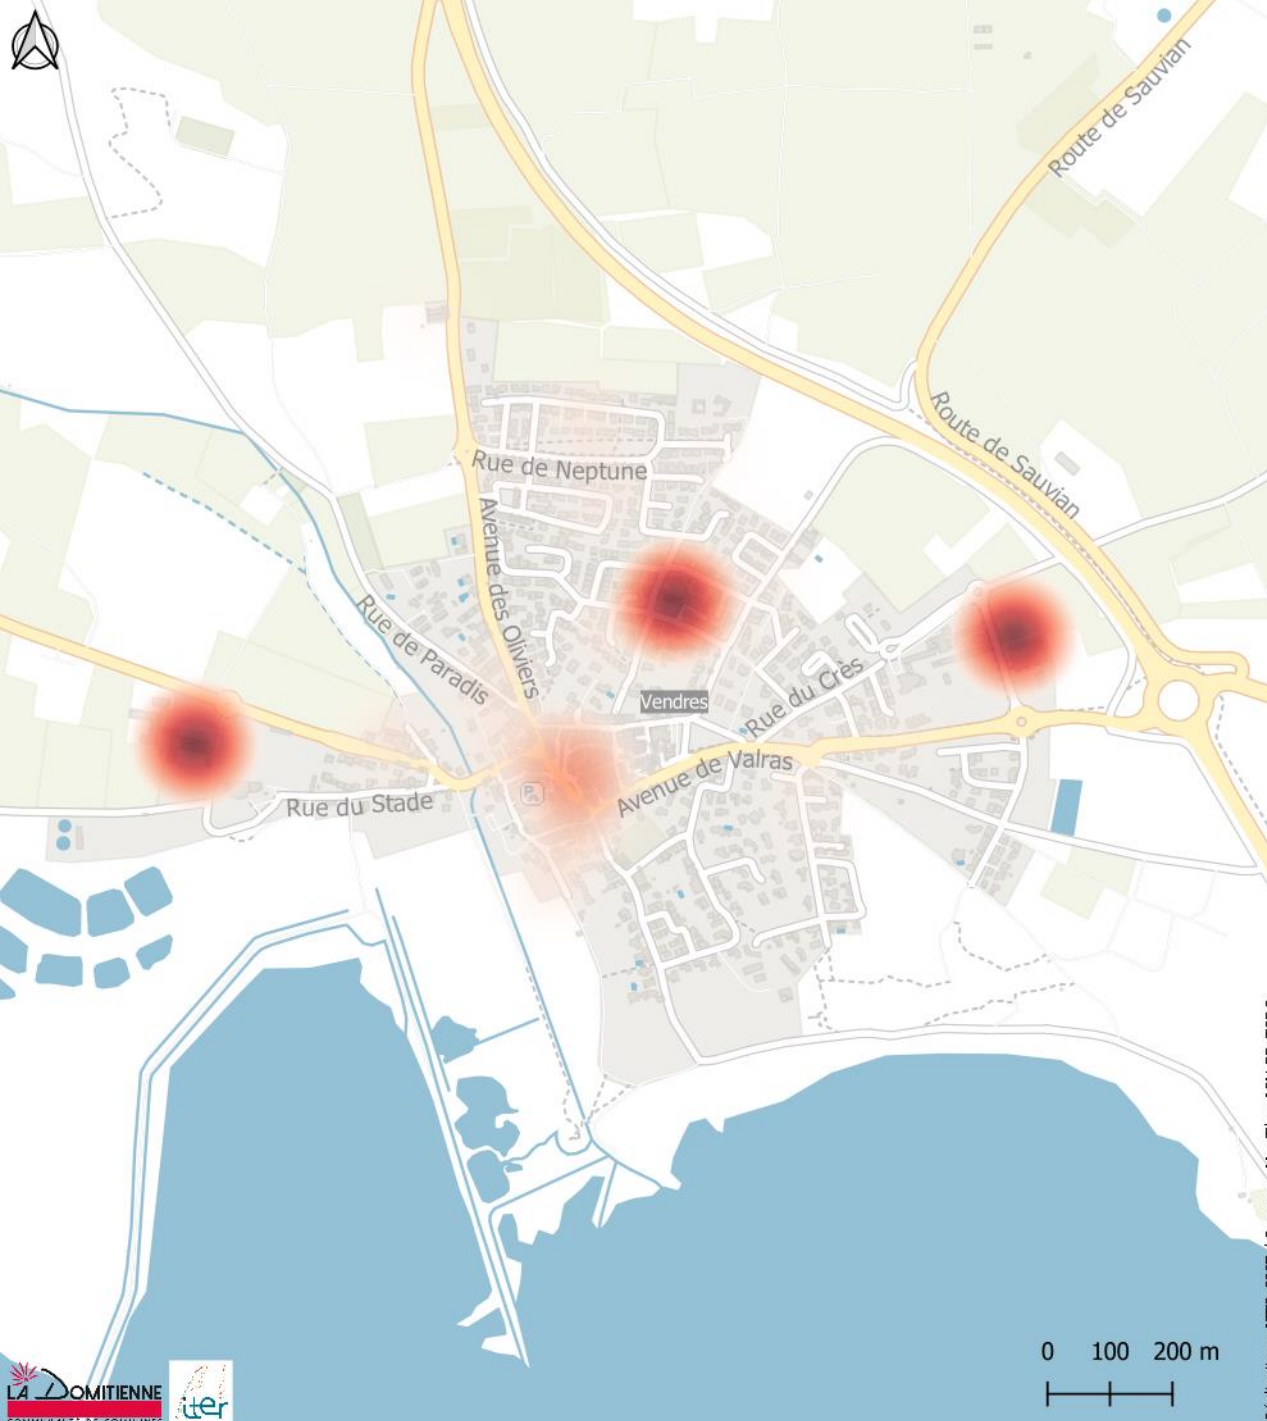 Route de Sauvian
Route de Sauvian
Rue de Neptune
Avenue des Oliviers
Rue de Paradis
Vendres
Rue du Crès
Avenue de Valras
Rue du Stade
P
0 100 200 m
LA DOMITIENNE
iter